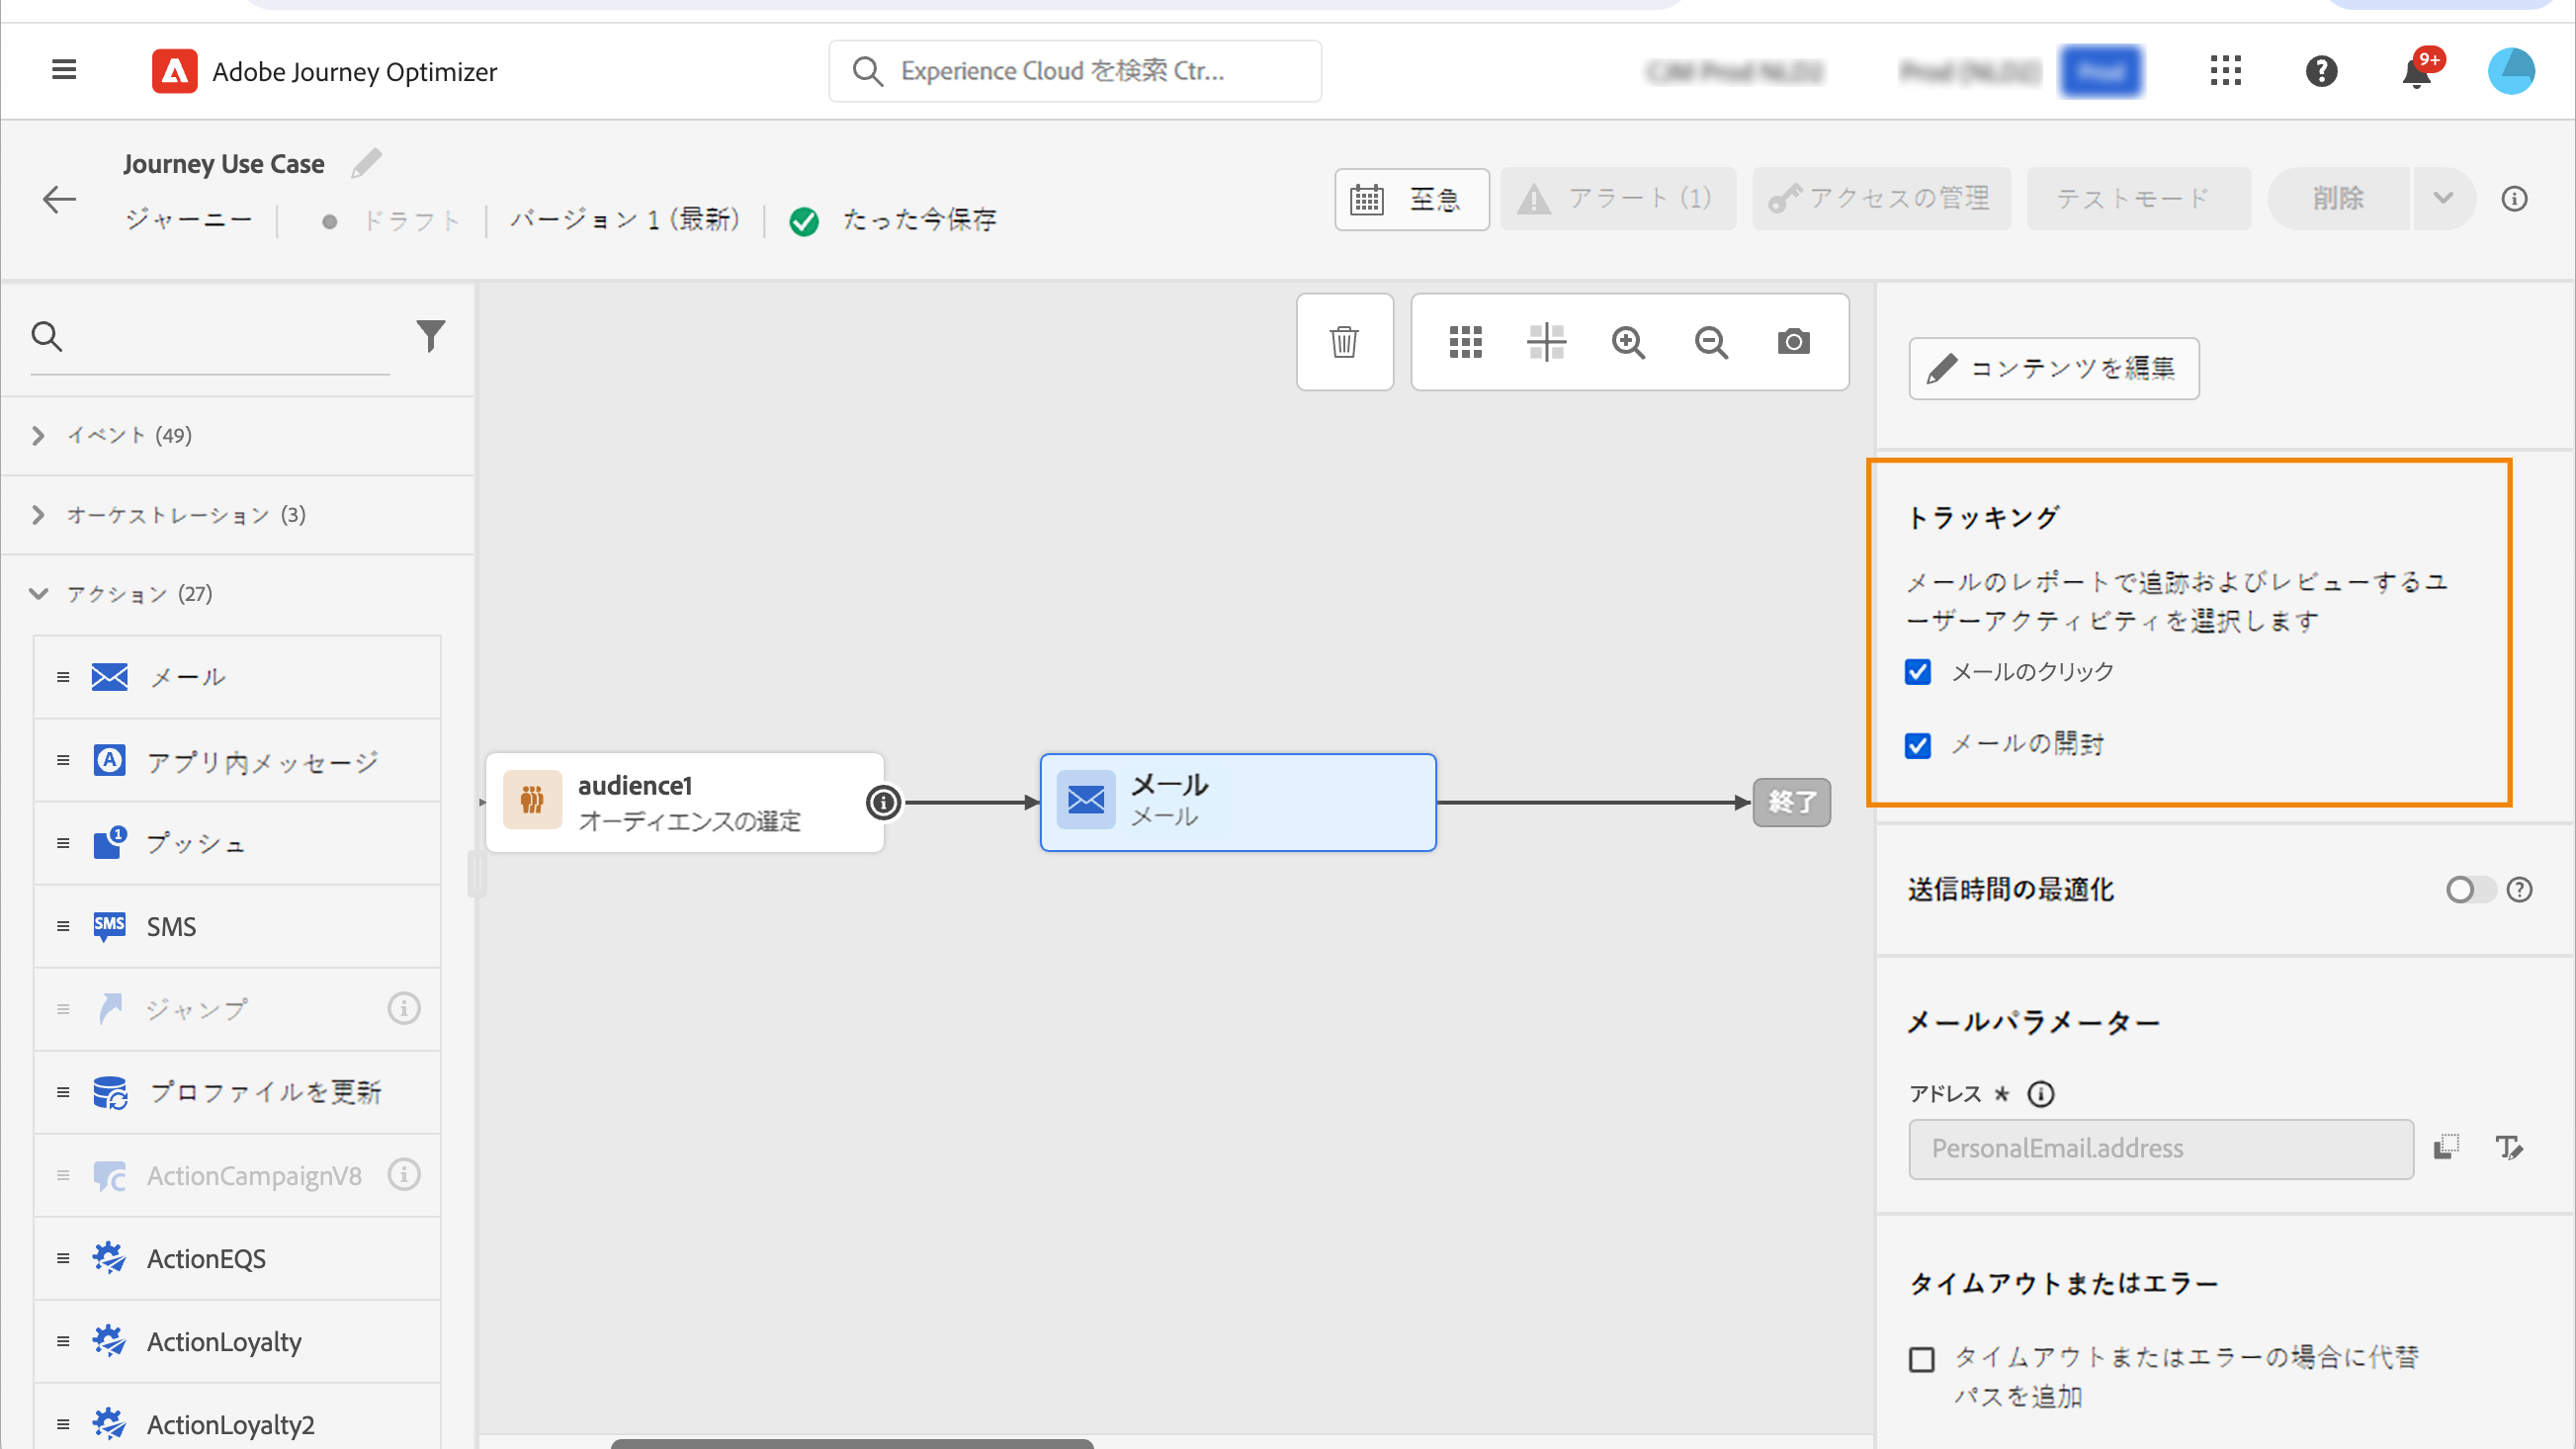 Adobe Journey Optimizer
Experience Cloud を検索 Ctr...
9+
Journey Use Case
ジャーニー
ドラフト
バージョン 1 (最新)
たった今保存
至急
アラート (1)
アクセスの管理
テストモード
削除
イベント (49)
オーケストレーション (3)
アクション (27)
メール
アプリ内メッセージ
1
プッシュ
SMS
SMS
ジャンプ
プロファイルを更新
ActionCampaignV8
ActionEQS
ActionLoyalty
ActionLoyalty2
audience1
オーディエンスの選定
メール
メール
終了
コンテンツを編集
トラッキング
メールのレポートで追跡およびレビューするユ
ーザーアクティビティを選択します
メールのクリック
メールの開封
送信時間の最適化
メールパラメーター
アドレス *
PersonalEmail.address
タイムアウトまたはエラー
タイムアウトまたはエラーの場合に代替
パスを追加